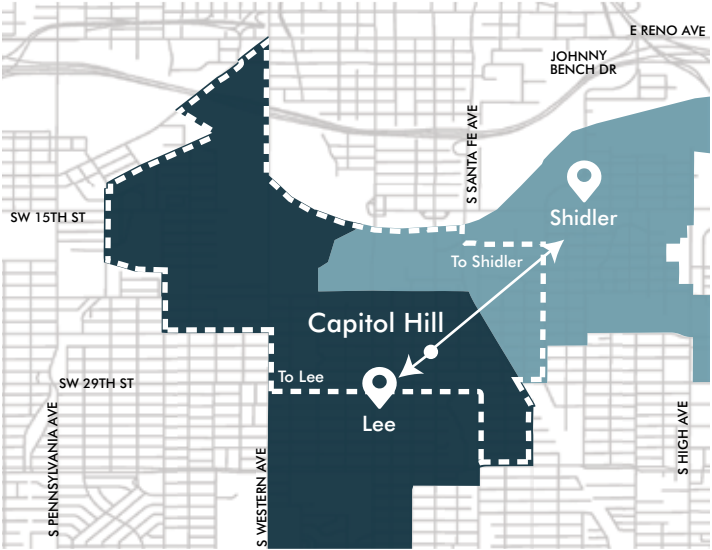 E RENO AVE
JOHNNY
BENCH DR
S SANTA FE AVE
SW 15TH ST
Shidler
To Shidler
Capitol Hill
To Lee
SW 29TH ST
Lee
S PENNSYLVANIA AVE
S WESTERN AVE
S HIGH AVE